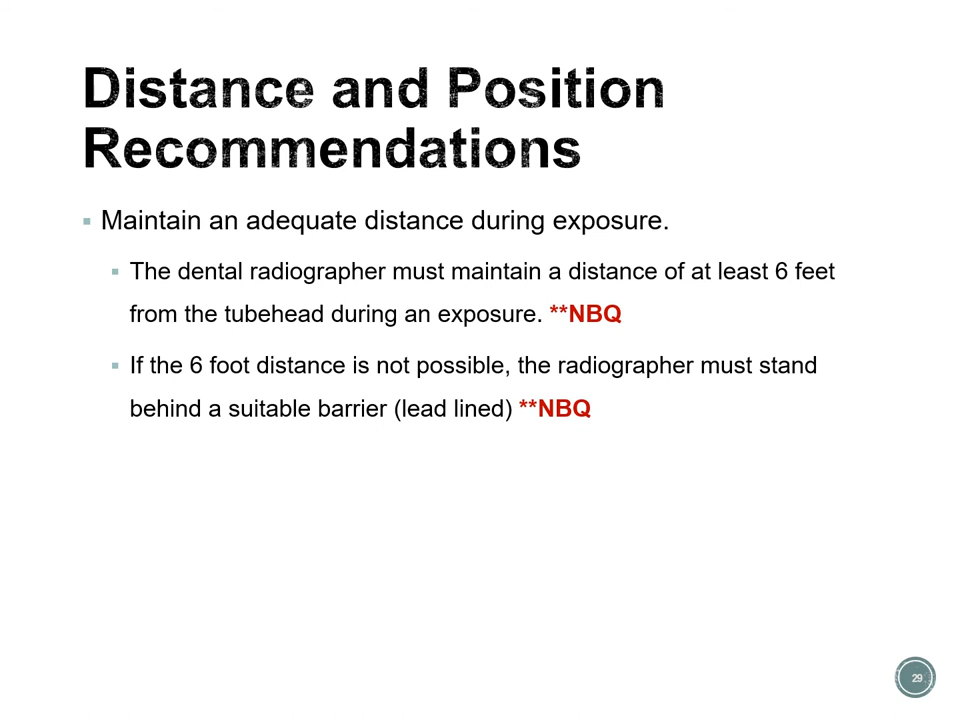 Distance and Position
Recommendations
▪ Maintain an adequate distance during exposure.
▪ The dental radiographer must maintain a distance of at least 6 feet
from the tubehead during an exposure. **NBQ
▪ If the 6 foot distance is not possible, the radiographer must stand
behind a suitable barrier (lead lined) **NBQ
29